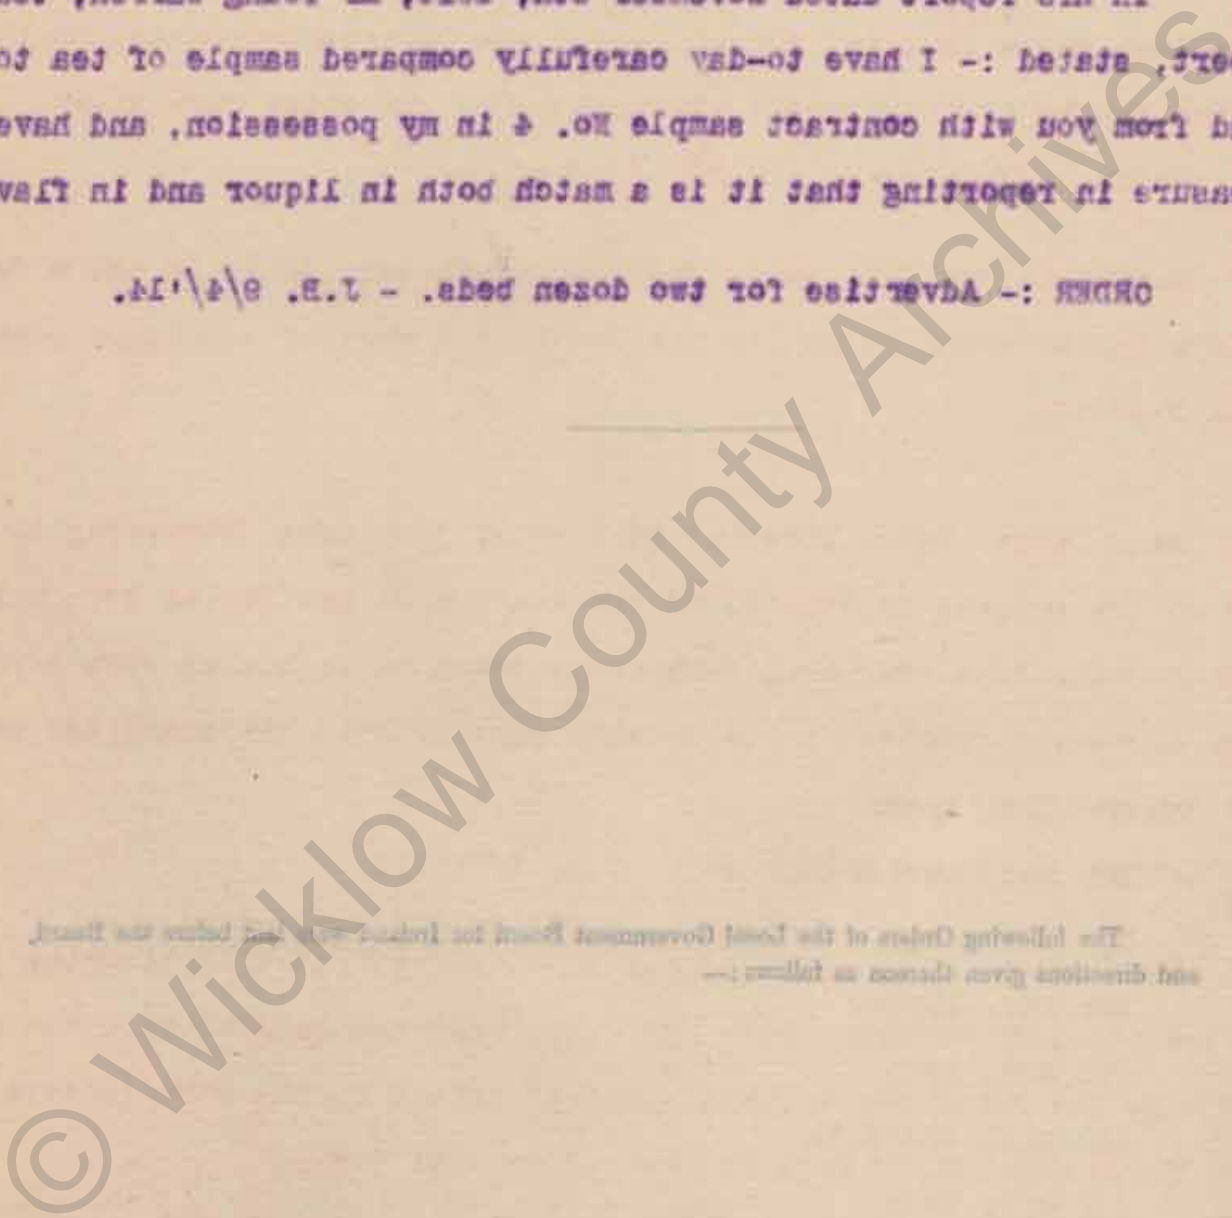 ert, stated :- I have to-day carefully compared sample of tea to
d from you with contract sample No. 4 in my possession, and have
asure in reporting that it is a match both in liquor and in flav
ORDER :- Advertise for two dozen beds. - J.B. 9/4/'14.
The following Orders of the Local Government Board for Ireland were laid before the Board,
and directions given thereon as follows :—
© Wicklow County Archives